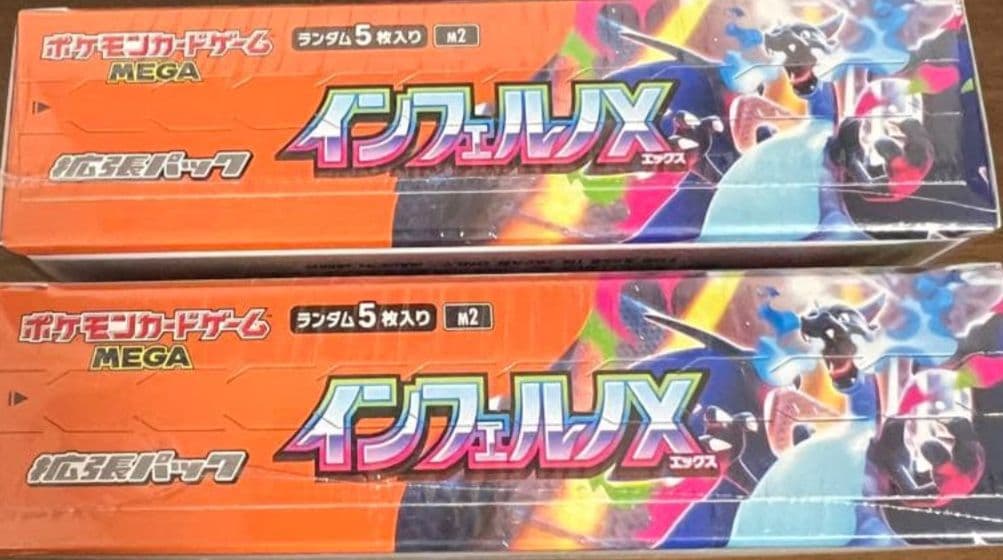 ポケモンカードゲーム
MEGA
ランダム5枚入り
M2
インフェルノX
エックス
拡張パック
ポケモンカードゲーム
MEGA
ランダム5枚入り
M2
インフェルノX
エックス
拡張パック